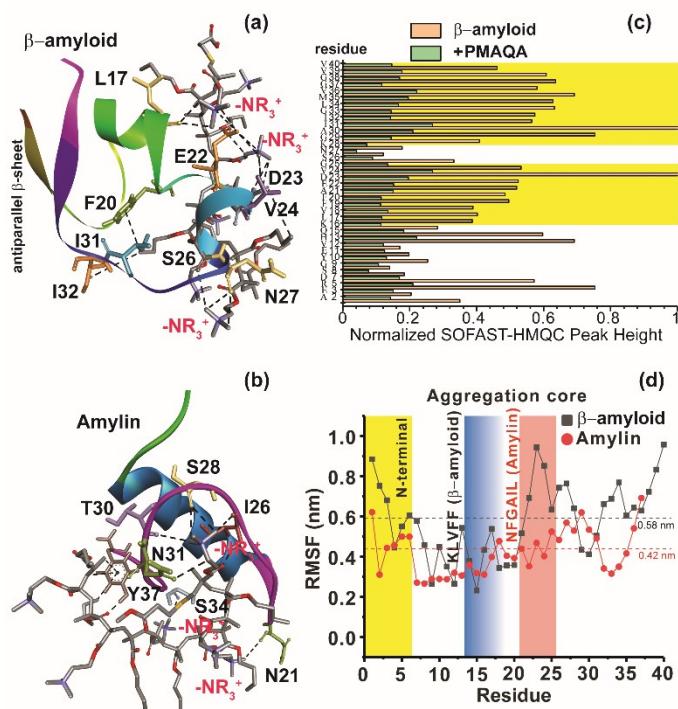 (a)
β-amyloid
L17
-NR3+
-NR3+
E22
D23
V24
antiparallel β-sheet
F20
I31
S26
I32
N27
-NR3+
(b)
Amylin
S28
I26
T30
N31
-NR3+
Y37
S34
-NR3+
-NR3+
N21
(c)
residue
β-amyloid
+PMAQA
V 40
0 0.2 0.4 0.6 0.8 1
Normalized SOFAST-HMQC Peak Height
(d)
Aggregation core
β-amyloid
Amylin
N-terminal
KLVFF (β-amyloid)
NFGAIL (Amylin)
RMSF (nm)
1.0
0.8
0.6
0.4
0.2
0.0
0.58 nm
0.42 nm
0 5 10 15 20 25 30 35 40
Residue